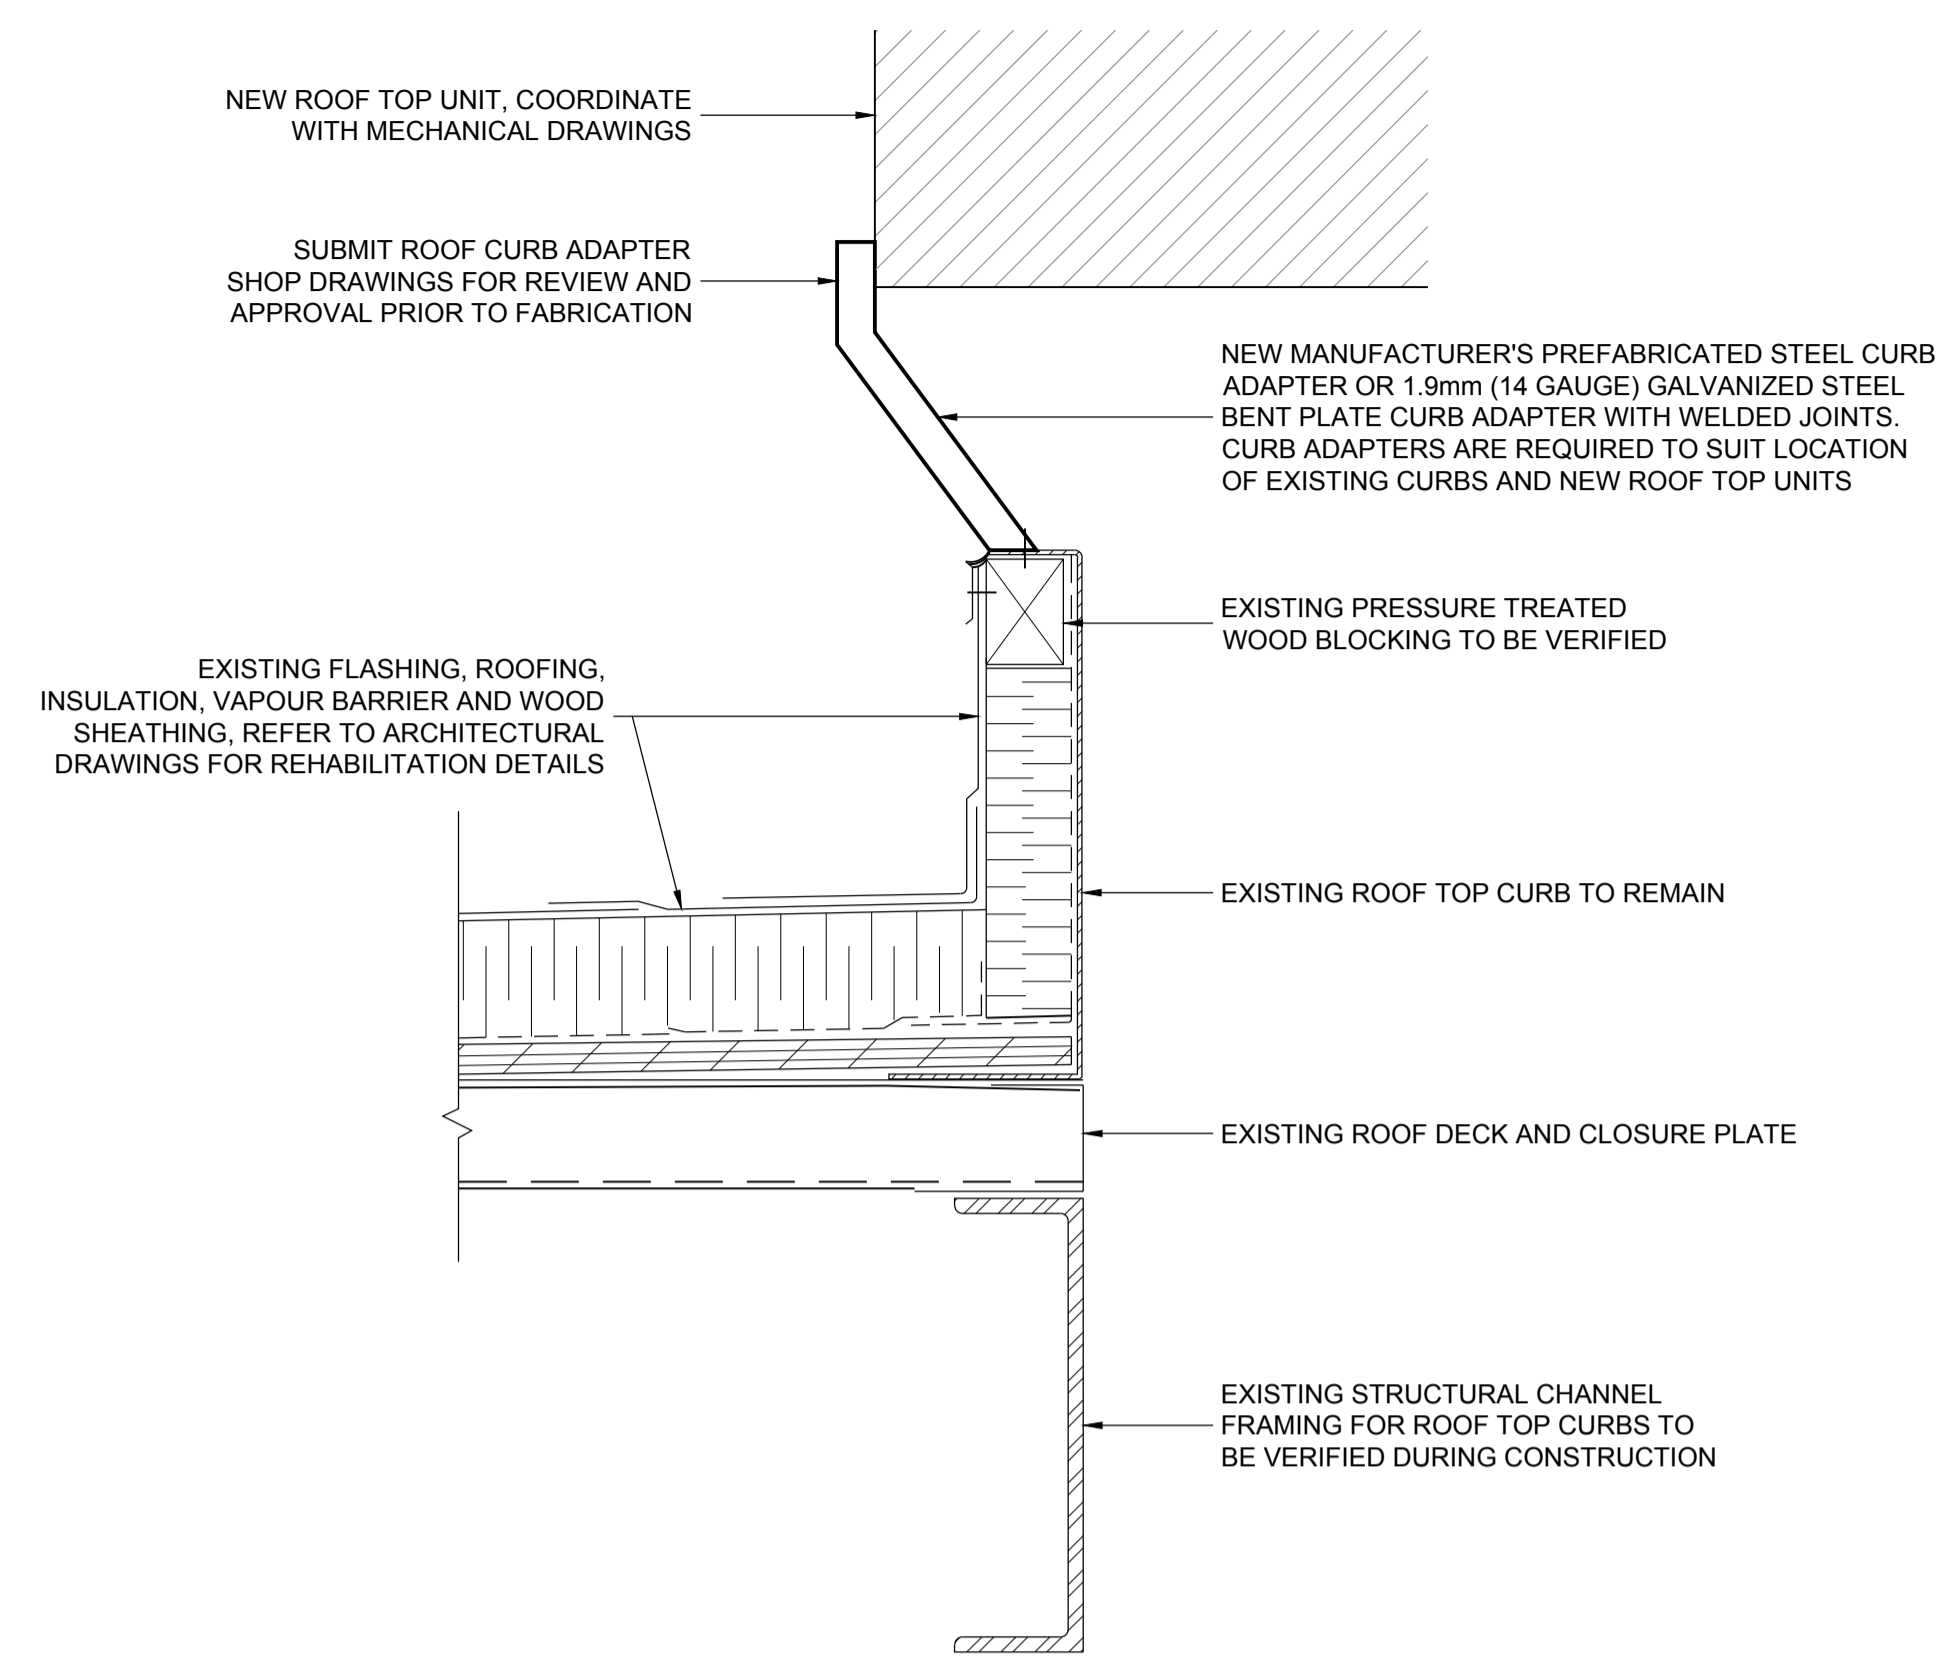 NEW ROOF TOP UNIT, COORDINATE
WITH MECHANICAL DRAWINGS
SUBMIT ROOF CURB ADAPTER
SHOP DRAWINGS FOR REVIEW AND
APPROVAL PRIOR TO FABRICATION
NEW MANUFACTURER'S PREFABRICATED STEEL CURB
ADAPTER OR 1.9mm (14 GAUGE) GALVANIZED STEEL
BENT PLATE CURB ADAPTER WITH WELDED JOINTS.
CURB ADAPTERS ARE REQUIRED TO SUIT LOCATION
OF EXISTING CURBS AND NEW ROOF TOP UNITS
EXISTING PRESSURE TREATED
WOOD BLOCKING TO BE VERIFIED
EXISTING FLASHING, ROOFING,
INSULATION, VAPOUR BARRIER AND WOOD
SHEATHING, REFER TO ARCHITECTURAL
DRAWINGS FOR REHABILITATION DETAILS
EXISTING ROOF TOP CURB TO REMAIN
EXISTING ROOF DECK AND CLOSURE PLATE
EXISTING STRUCTURAL CHANNEL
FRAMING FOR ROOF TOP CURBS TO
BE VERIFIED DURING CONSTRUCTION